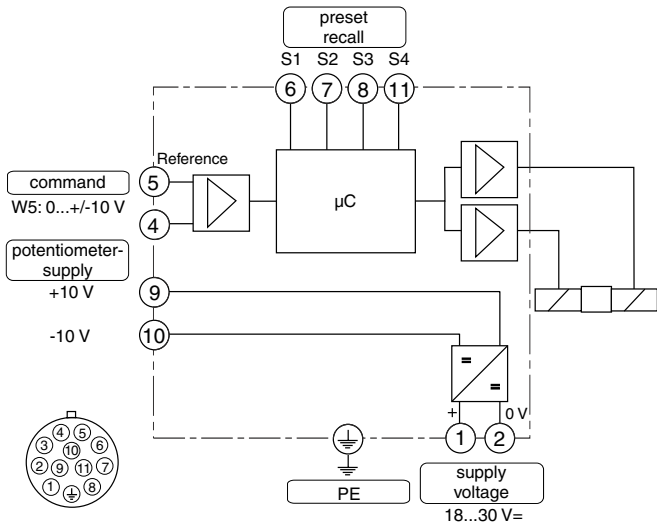 preset
recall
S1 S2 S3 S4
6 7 8 11
Reference
command
W5: 0...+/-10 V
5
4
µC
potentiometer-
supply
+10 V
9
-10 V
10
=
=
+ 0 V
1 2
PE
supply
voltage
18...30 V=
4 5
3 10 6
2 9 11 7
1 8